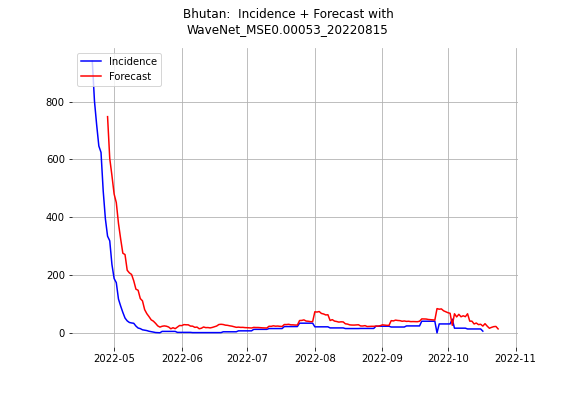 Bhutan:  Incidence + Forecast with
WaveNet_MSE0.00053_20220815
Incidence
Forecast
800
600
400
200
0
2022-05 2022-06 2022-07 2022-08 2022-09 2022-10 2022-11